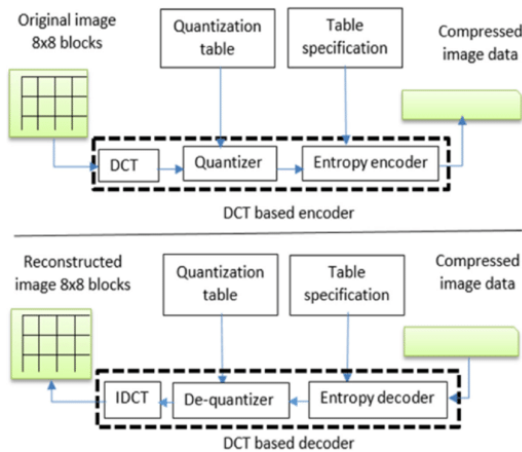 Original image
8x8 blocks
Quantization
table
Table
specification
Compressed
image data
DCT
Quantizer
Entropy encoder
DCT based encoder
Reconstructed
image 8x8 blocks
Quantization
table
Table
specification
Compressed
image data
IDCT
De-quantizer
Entropy decoder
DCT based decoder